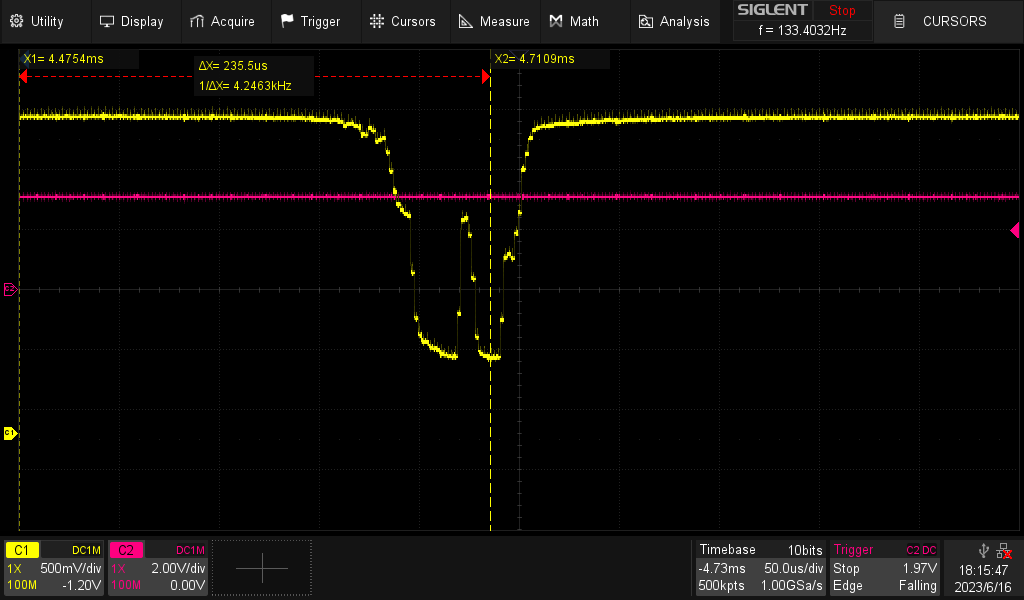 Utility
Display
Acquire
Trigger
Cursors
Measure
Math
Analysis
SIGLENT Stop
f = 133.4032Hz
CURSORS
X1= 4.4754ms
ΔX= 235.5us
1/ΔX= 4.2463kHz
X2= 4.7109ms
C1
C1 DC1M
1X 500mV/div
100M -1.20V
C2 DC1M
1X 2.00V/div
100M 0.00V
Timebase 10bits
-4.73ms 50.0us/div
500kpts 1.00GSa/s
Trigger C2 DC
Stop 1.97V
Edge Falling
18:15:47
2023/6/16